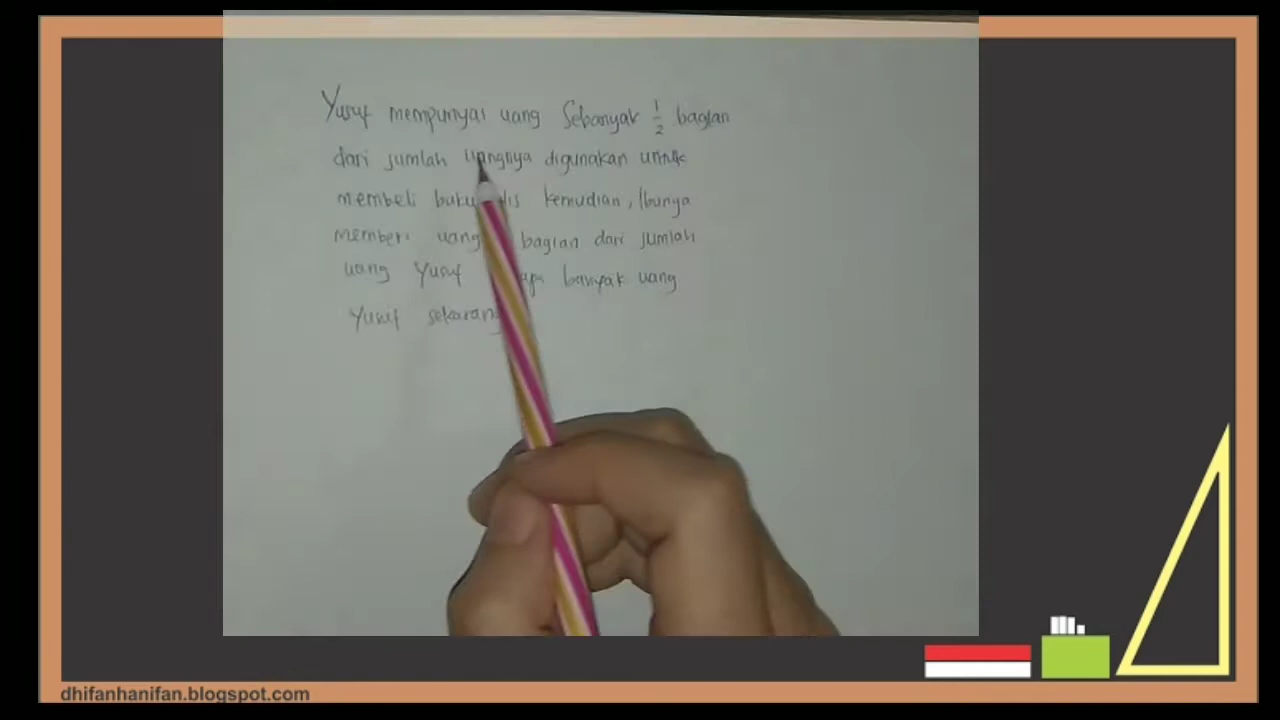 Yusuf mempunyai uang Sebanyak 1/2 bagian
dari jumlah uangnya digunakan untuk
membeli buku kemudian, Ibunya
memberi uang bagian dari jumlah
uang Yusuf banyak uang
Yusuf sekarang
dhifanhanifan.blogspot.com